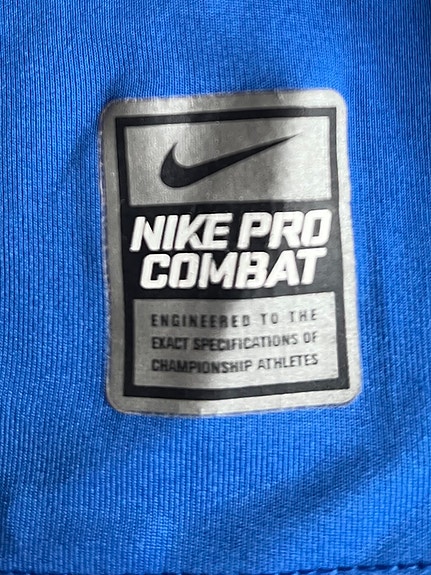 NIKE PRO
COMBAT
ENGINEERED TO THE
EXACT SPECIFICATIONS OF
CHAMPIONSHIP ATHLETES